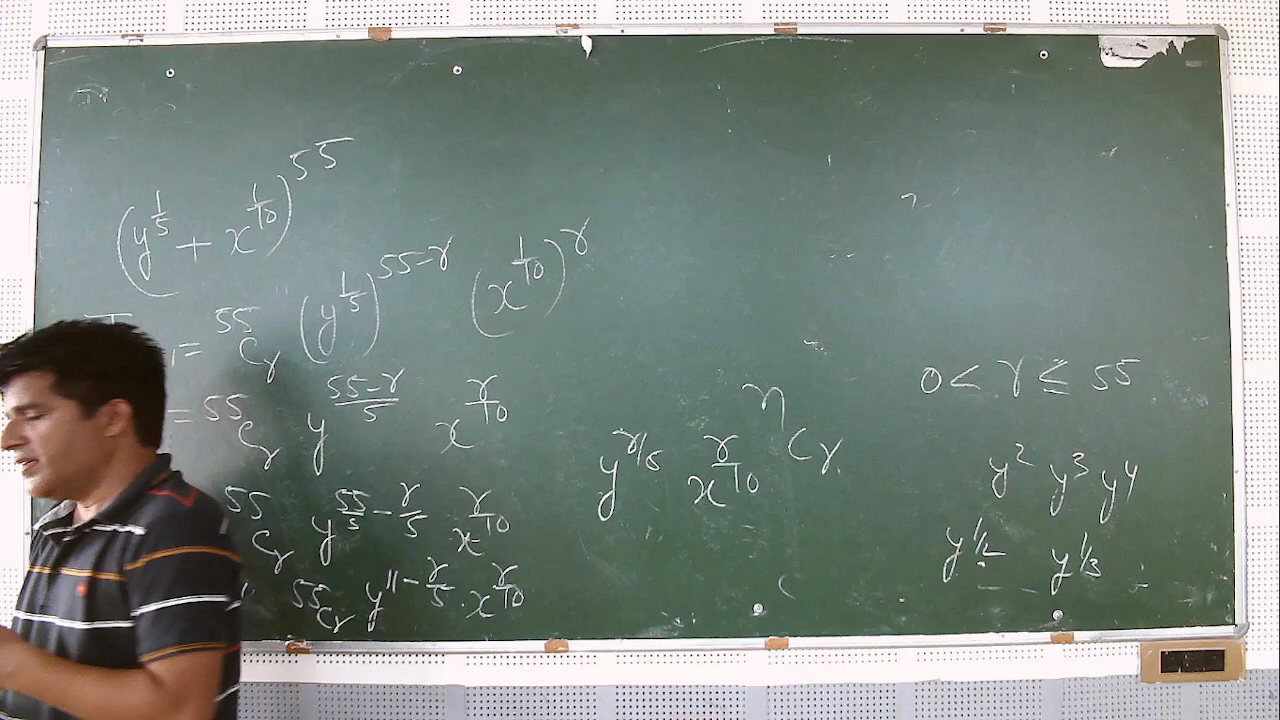 (y^{1/5} + x^{1/10})^{55}
= ^{55}C_r (y^{1/5})^{55-r} (x^{1/10})^r
= ^{55}C_r y^{(55-r)/5} x^{r/10}
^{55}C_r y^{55/5 - r/5} x^{r/10}
^{55}C_r y^{11 - r/5} · x^{r/10}
^nC_r
y^{r/5} x^{r/10}
0 < r ≤ 55
y^2 y^3 y^4
y^{1/2} y^{1/3}